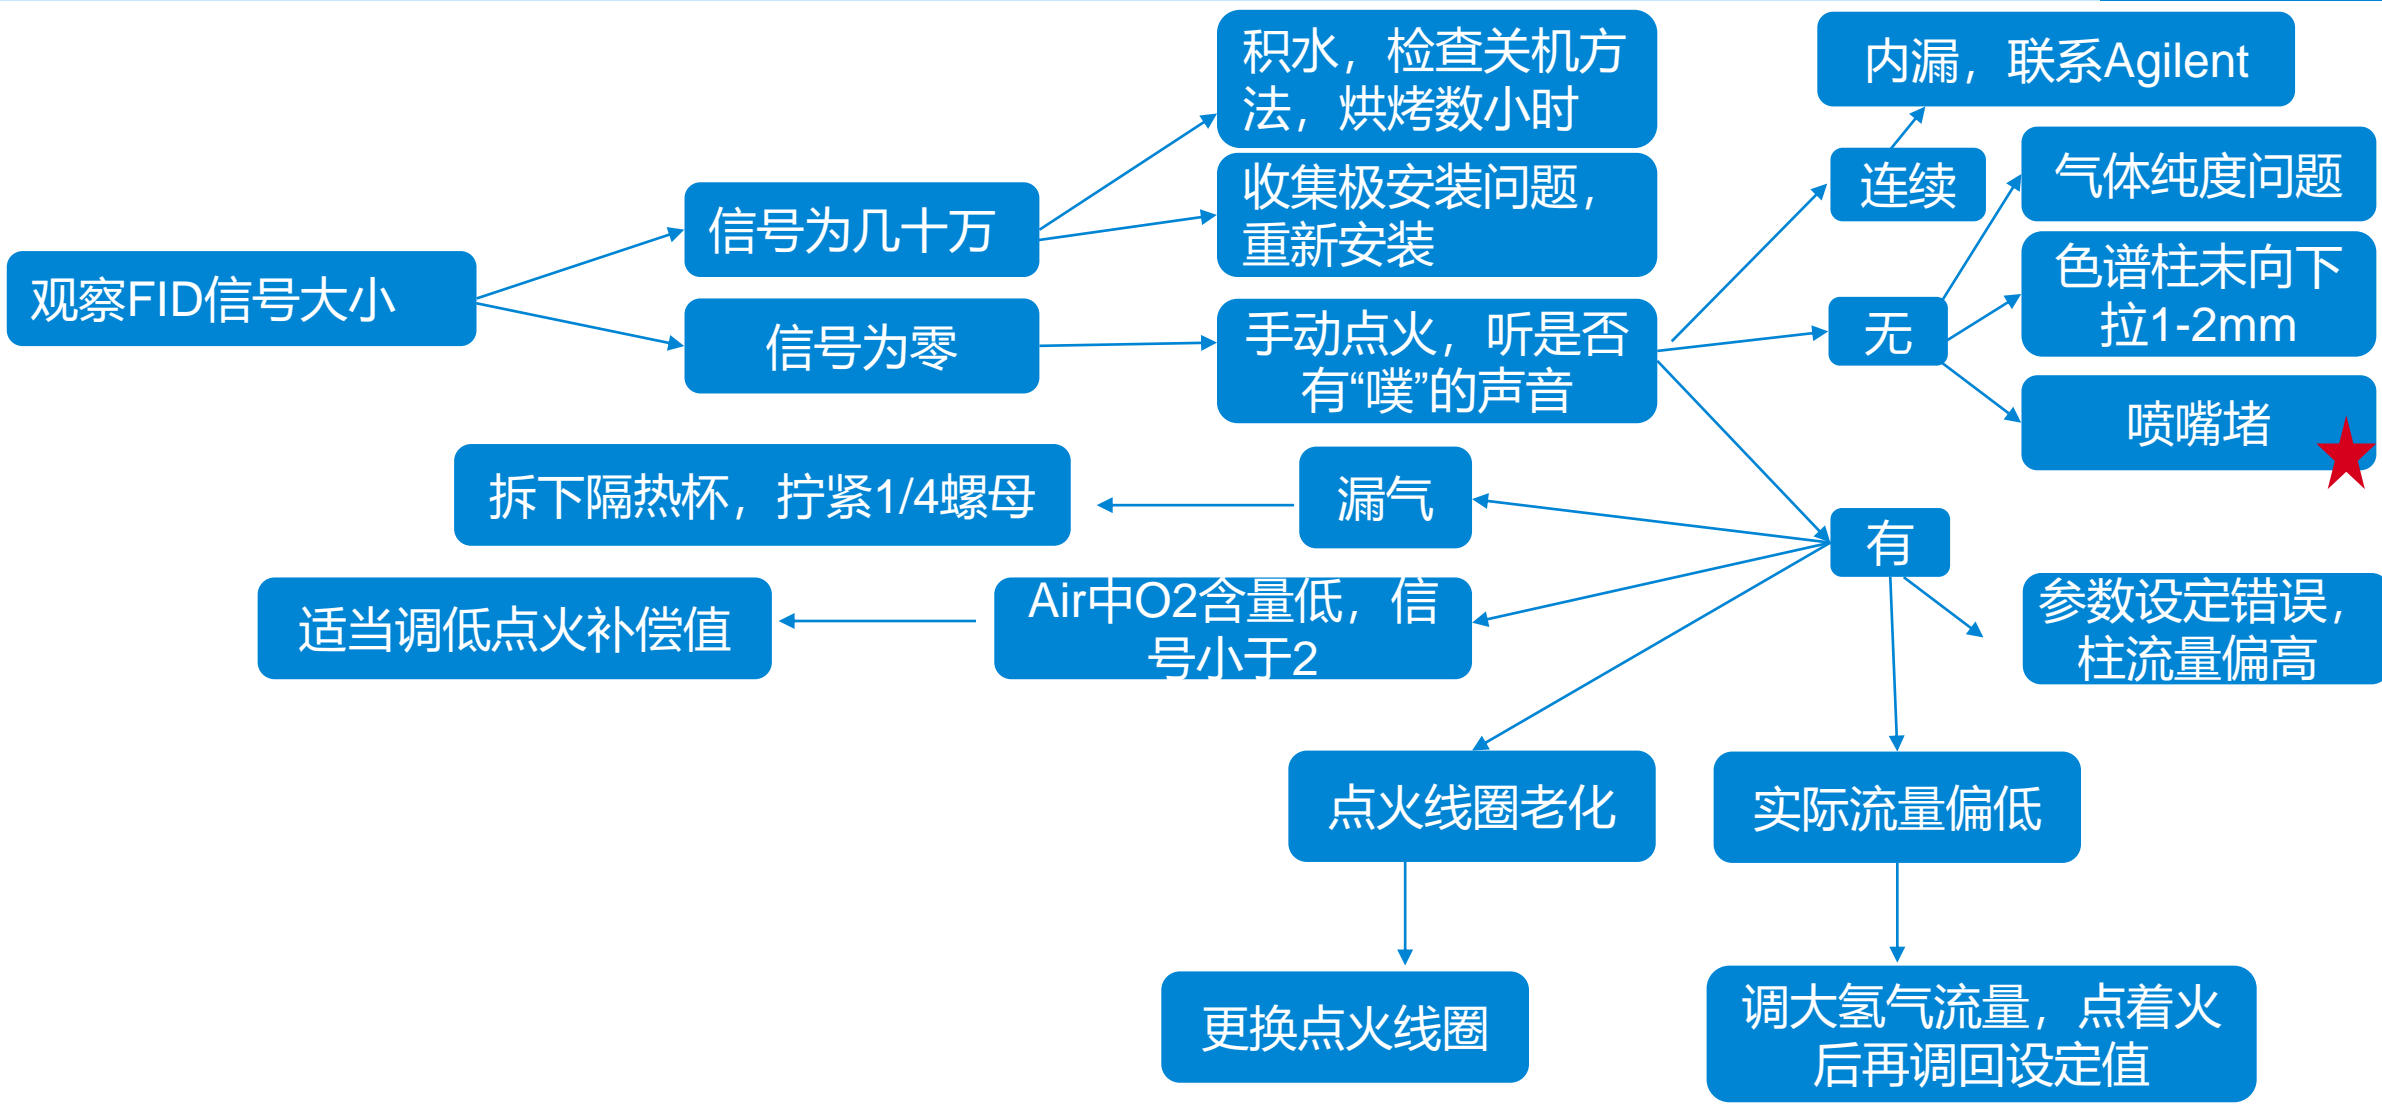 积水，检查关机方
法，烘烤数小时
内漏，联系Agilent
收集极安装问题，
重新安装
连续
气体纯度问题
信号为几十万
观察FID信号大小
色谱柱未向下
拉1-2mm
信号为零
手动点火，听是否
有“噗”的声音
无
喷嘴堵
拆下隔热杯，拧紧1/4螺母
漏气
有
适当调低点火补偿值
Air中O2含量低，信
号小于2
参数设定错误，
柱流量偏高
点火线圈老化
实际流量偏低
更换点火线圈
调大氢气流量，点着火
后再调回设定值